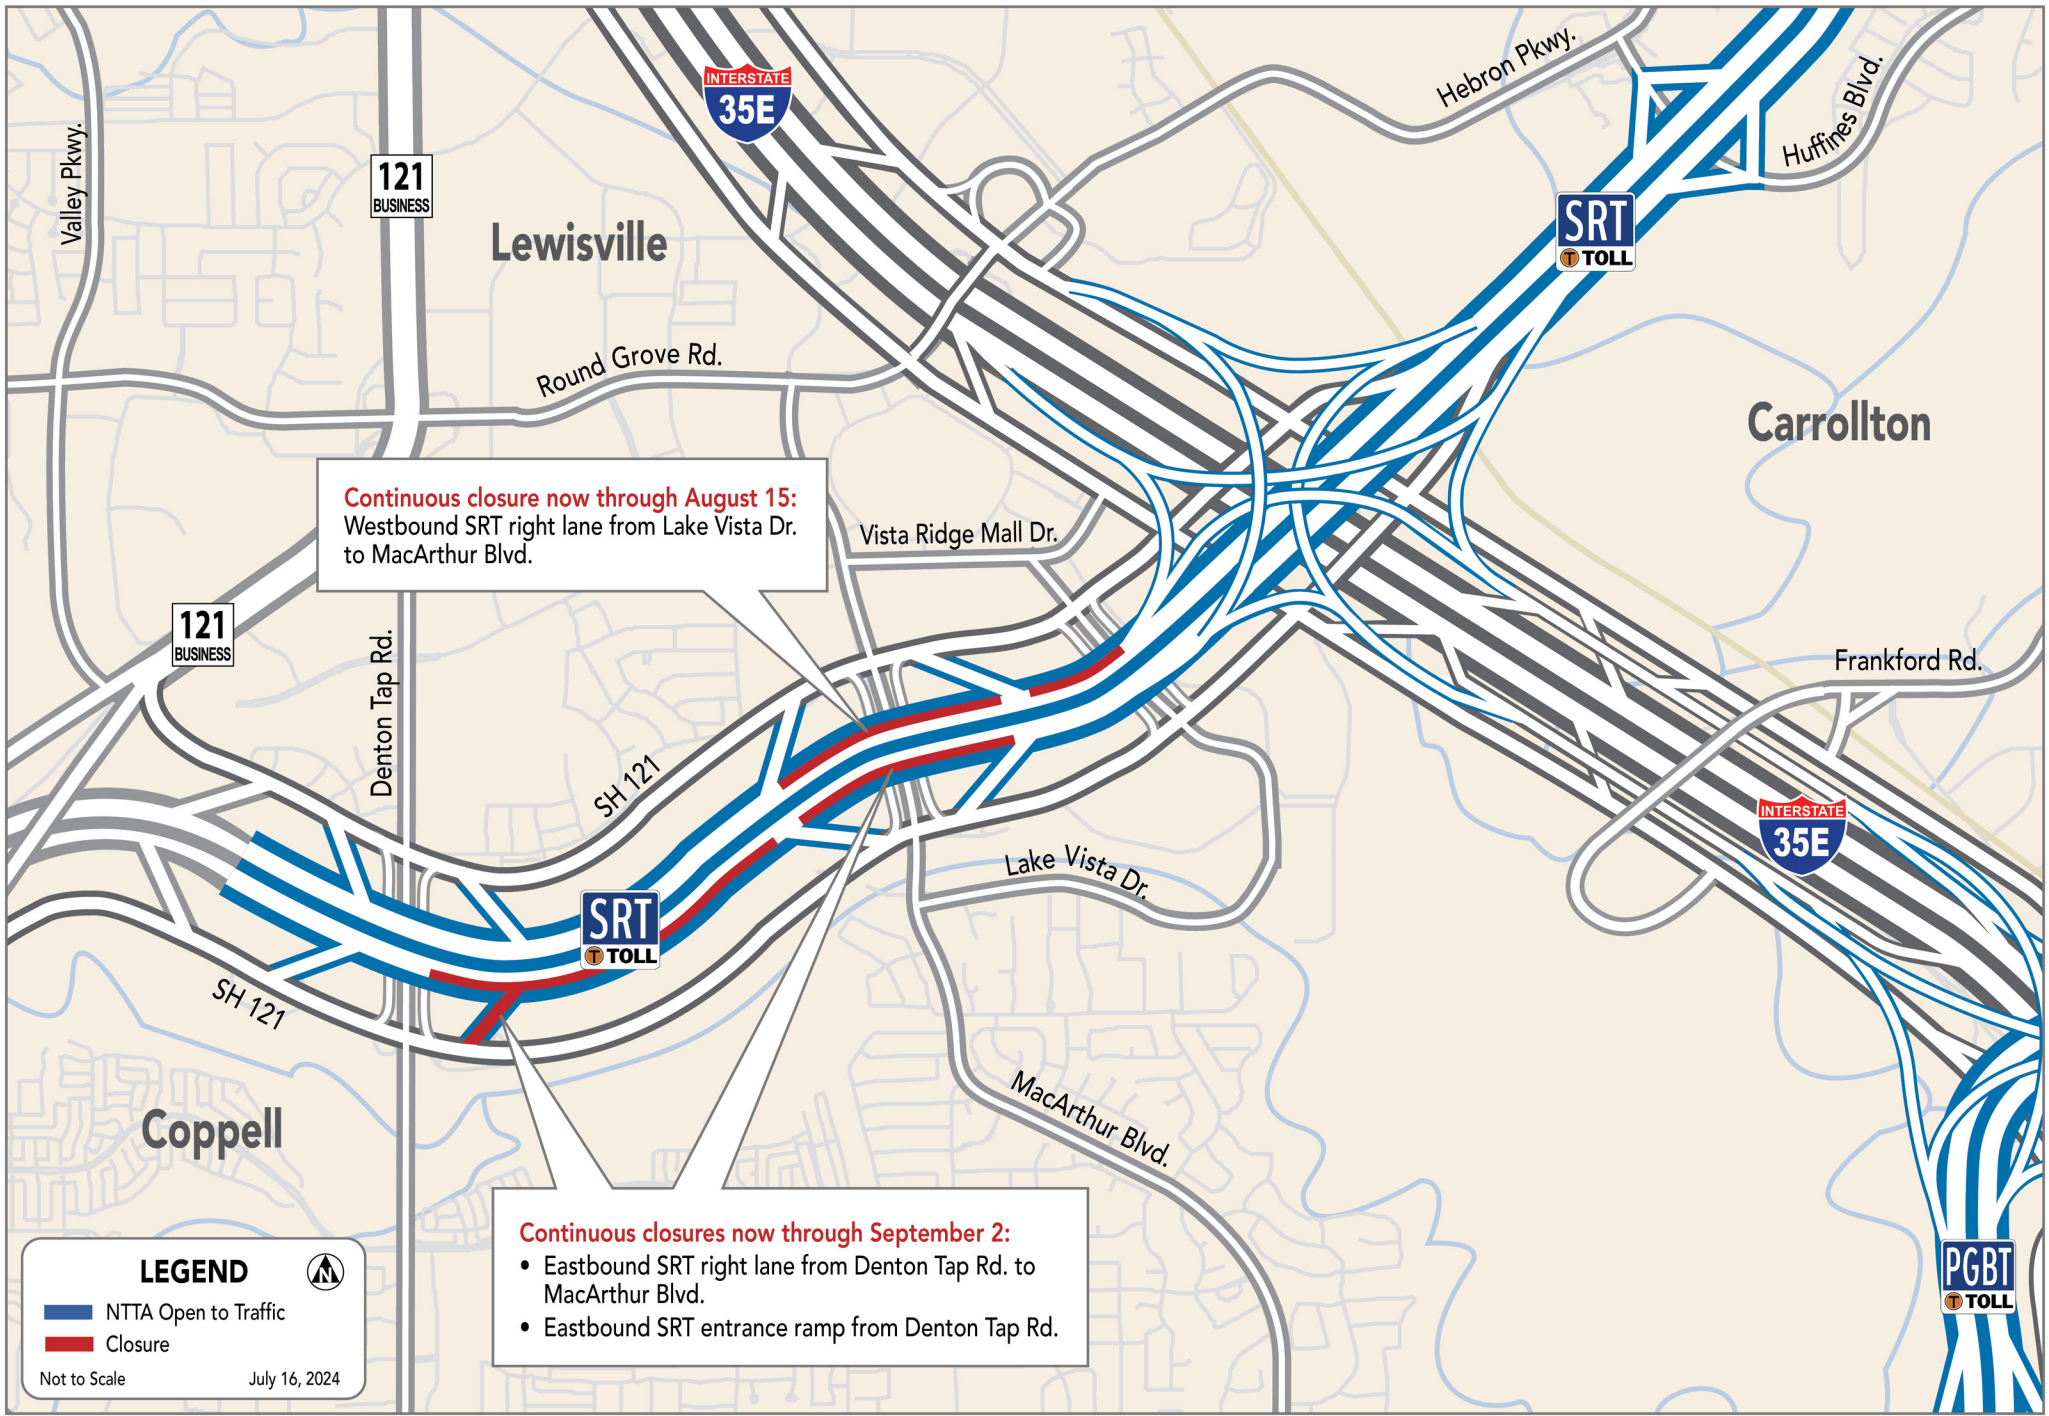 INTERSTATE
35E
Hebron Pkwy.
Huffines Blvd.
Valley Pkwy.
121
BUSINESS
Lewisville
SRT
T TOLL
Round Grove Rd.
Carrollton
Continuous closure now through August 15:
Westbound SRT right lane from Lake Vista Dr.
to MacArthur Blvd.
Vista Ridge Mall Dr.
121
BUSINESS
Denton Tap Rd.
Frankford Rd.
SH 121
INTERSTATE
35E
Lake Vista Dr.
SRT
T TOLL
SH 121
Coppell
MacArthur Blvd.
Continuous closures now through September 2:
• Eastbound SRT right lane from Denton Tap Rd. to
MacArthur Blvd.
• Eastbound SRT entrance ramp from Denton Tap Rd.
PGBT
T TOLL
LEGEND
N
NTTA Open to Traffic
Closure
Not to Scale
July 16, 2024